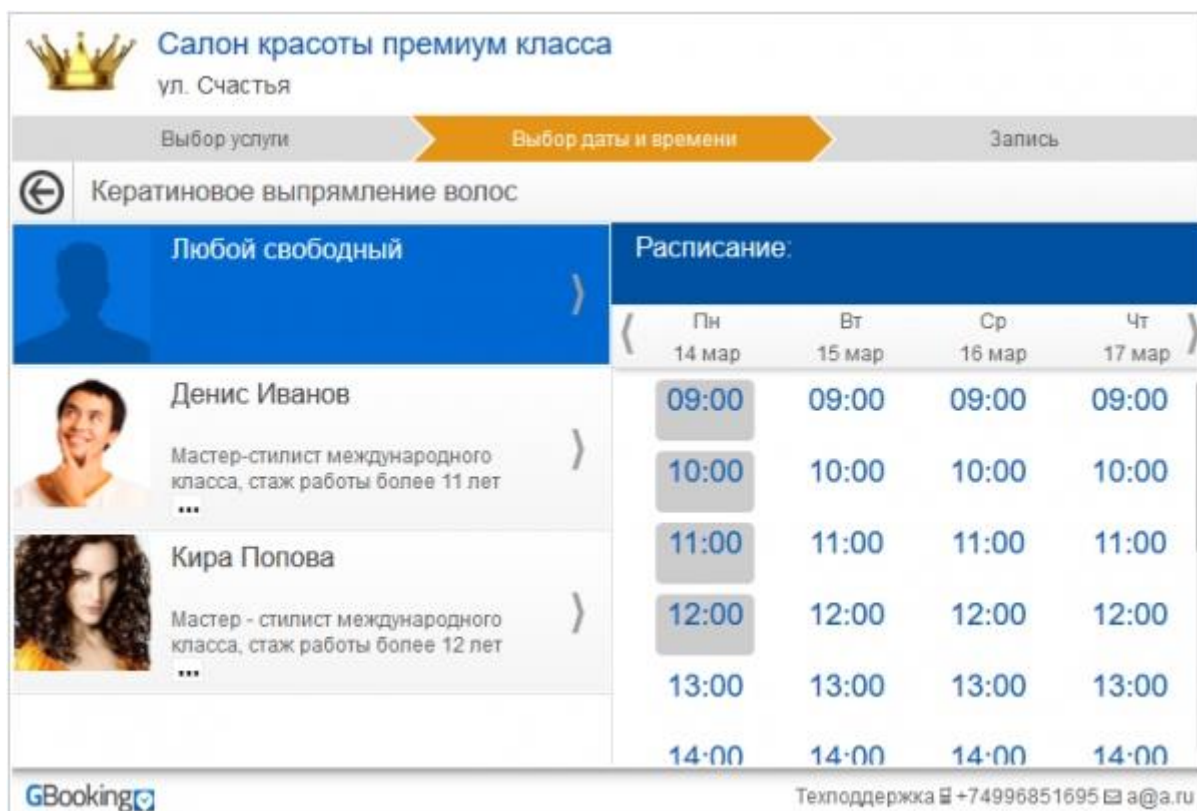 Салон красоты премиум класса
ул. Счастья
Выбор услуги Выбор даты и времени Запись
Кератиновое выпрямление волос
Любой свободный
Денис Иванов
Мастер-стилист международного
класса, стаж работы более 11 лет
...
Кира Попова
Мастер - стилист международного
класса, стаж работы более 12 лет
...
Расписание:
Пн Вт Ср Чт
14 мар 15 мар 16 мар 17 мар
09:00 09:00 09:00 09:00
10:00 10:00 10:00 10:00
11:00 11:00 11:00 11:00
12:00 12:00 12:00 12:00
13:00 13:00 13:00 13:00
14:00 14:00 14:00 14:00
GBooking
Техподдержка +74996851695 a@a.ru